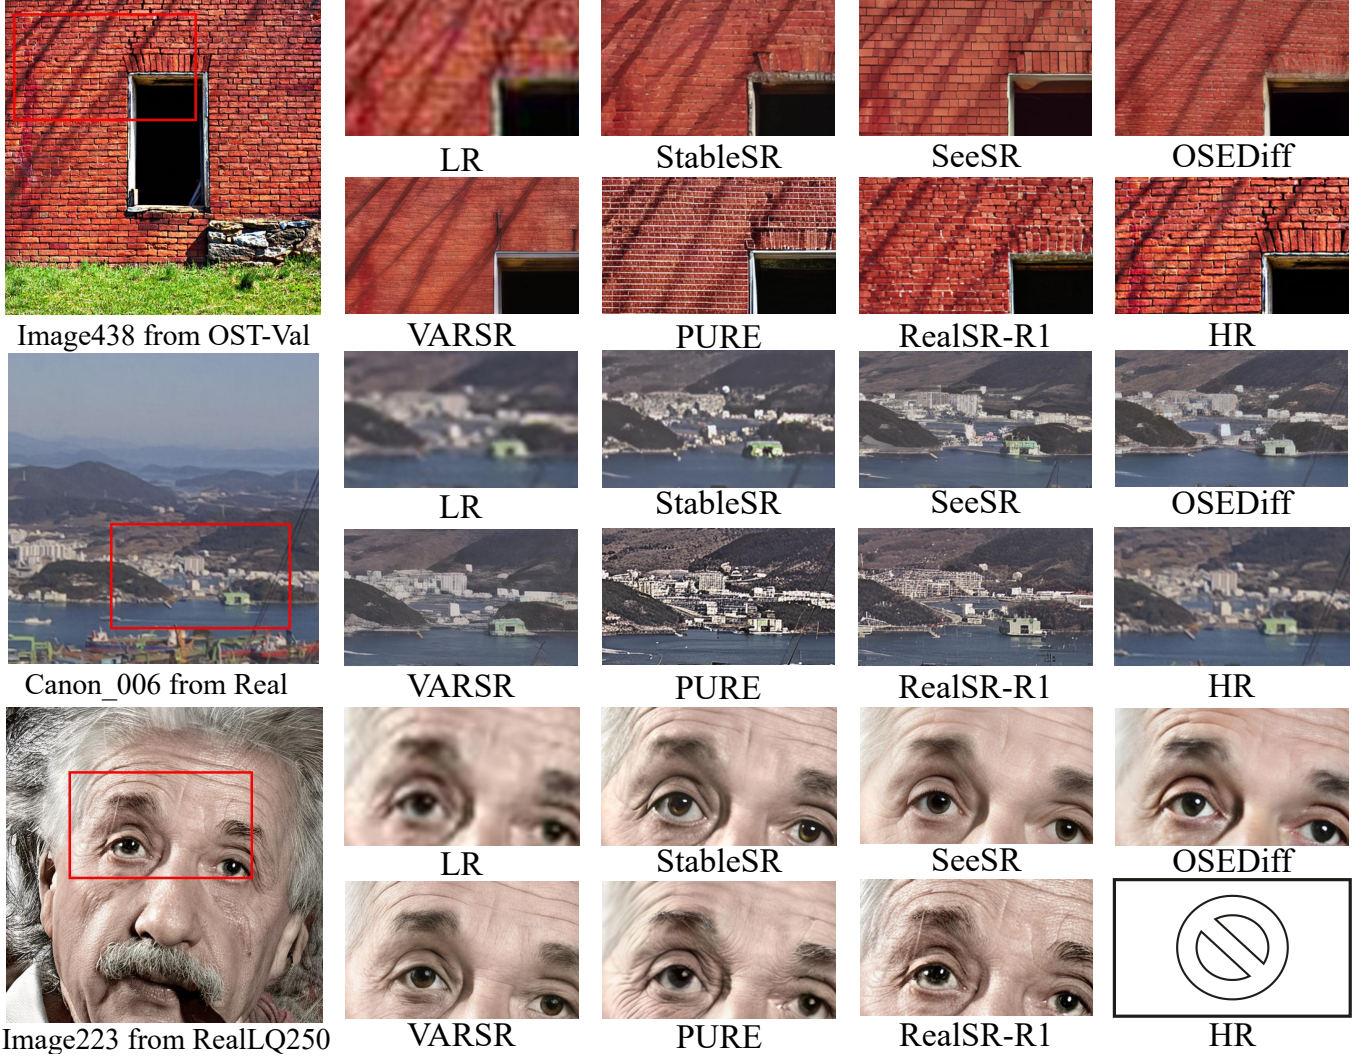 LR
StableSR
SeeSR
OSEDiff
Image438 from OST-Val
VARSR
PURE
RealSR-R1
HR
LR
StableSR
SeeSR
OSEDiff
Canon_006 from Real
VARSR
PURE
RealSR-R1
HR
LR
StableSR
SeeSR
OSEDiff
Image223 from RealLQ250
VARSR
PURE
RealSR-R1
HR